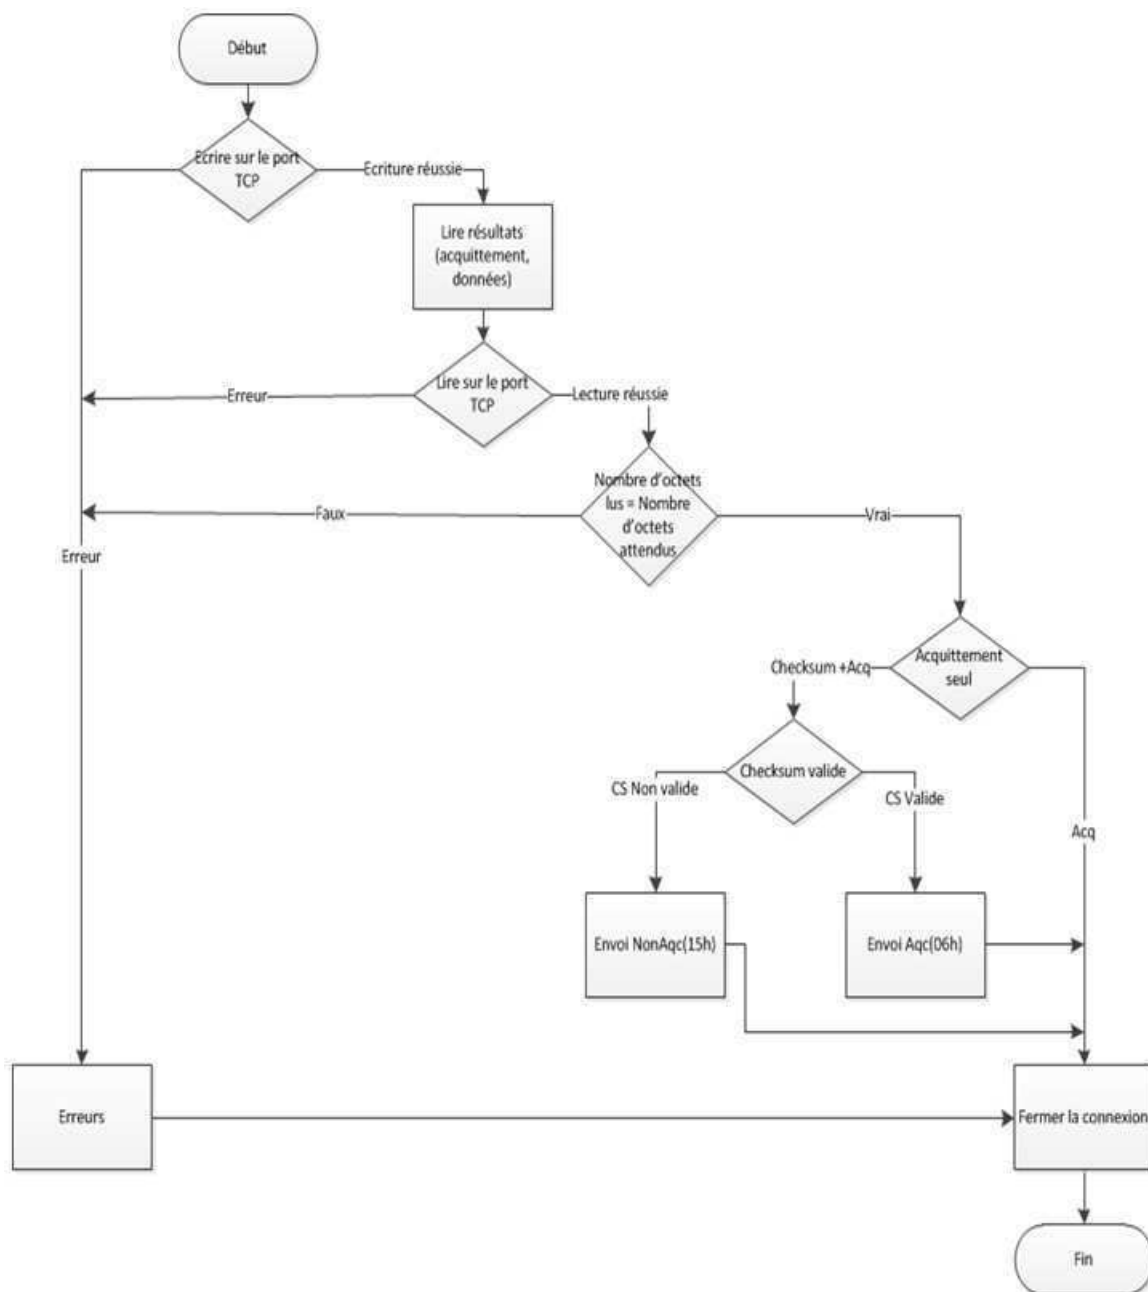 Début
Ecrire sur le port
TCP
Ecriture réussie
Lire résultats
(acquittement,
données)
Lire sur le port
TCP
Erreur
Lecture réussie
Nombre d'octets
lus = Nombre
d'octets
attendus
Faux
Vrai
Erreur
Acquittement
seul
Checksum +Acq
Checksum valide
CS Non valide
CS Valide
Acq
Envoi NonAqc(15h)
Envoi Aqc(06h)
Erreurs
Fermer la connexion
Fin